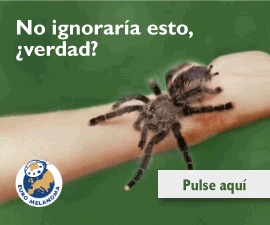 No ignoraría esto,
¿verdad?
EURO MELANOMA
Pulse aquí